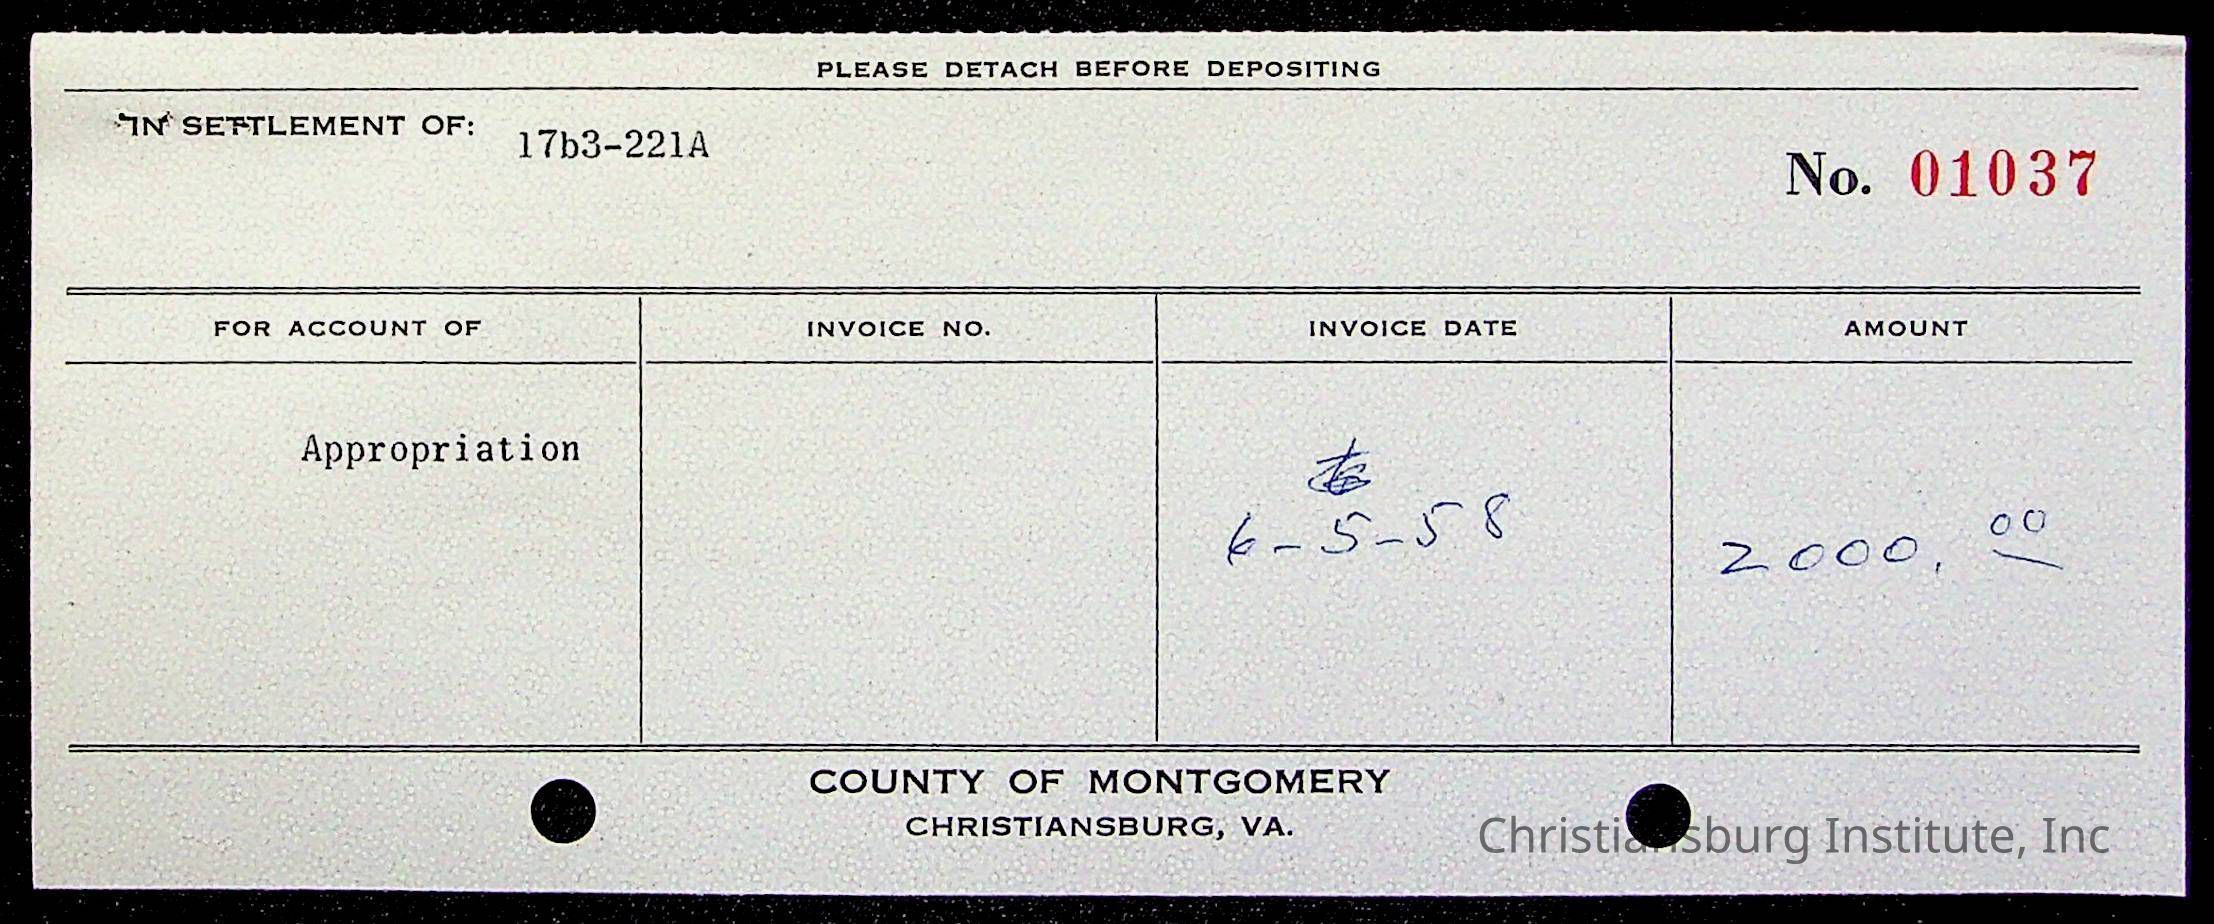 PLEASE DETACH BEFORE DEPOSITING
IN SETTLEMENT OF: 17b3-221A
No. 01037
FOR ACCOUNT OF INVOICE NO. INVOICE DATE AMOUNT
Appropriation
6-5-58 2000.00
COUNTY OF MONTGOMERY
CHRISTIANSBURG, VA.
Christiansburg Institute, Inc